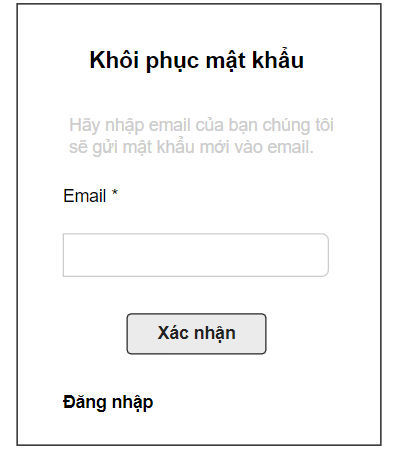 Khôi phục mật khẩu
Hãy nhập email của bạn chúng tôi
sẽ gửi mật khẩu mới vào email.
Email *
Xác nhận
Đăng nhập